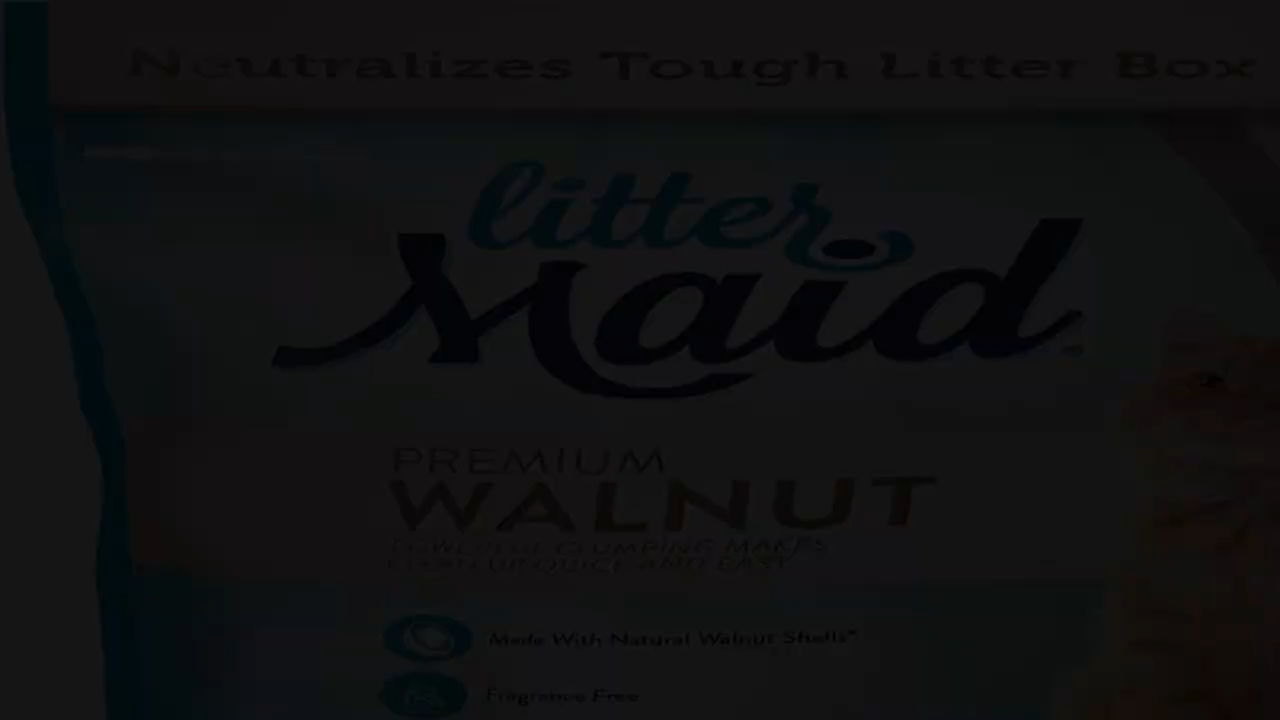 Neutralizes Tough Litter Box
litter
Maid
PREMIUM
WALNUT
POWERFUL CLUMPING MAKES
CLEAN UP QUICK AND EASY
Made With Natural Walnut Shells*
Fragrance Free